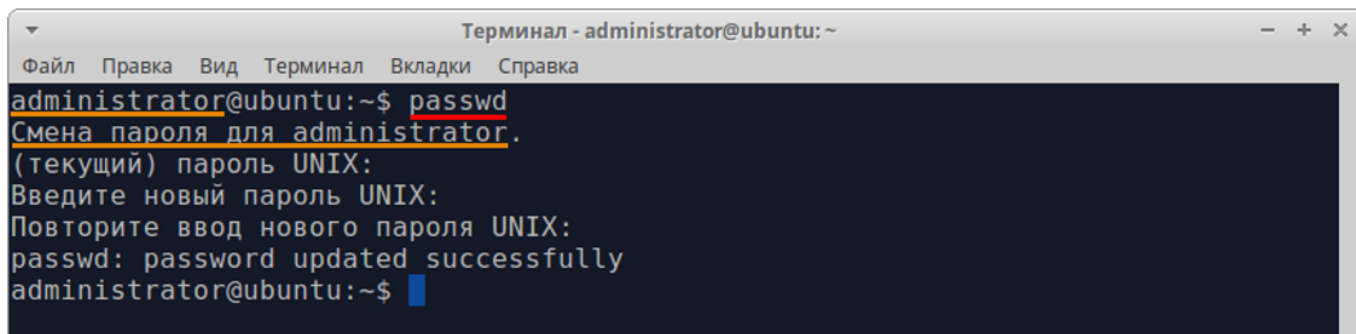 Терминал - administrator@ubuntu: ~
Файл Правка Вид Терминал Вкладки Справка
administrator@ubuntu:~$ passwd
Смена пароля для administrator.
(текущий) пароль UNIX:
Введите новый пароль UNIX:
Повторите ввод нового пароля UNIX:
passwd: password updated successfully
administrator@ubuntu:~$